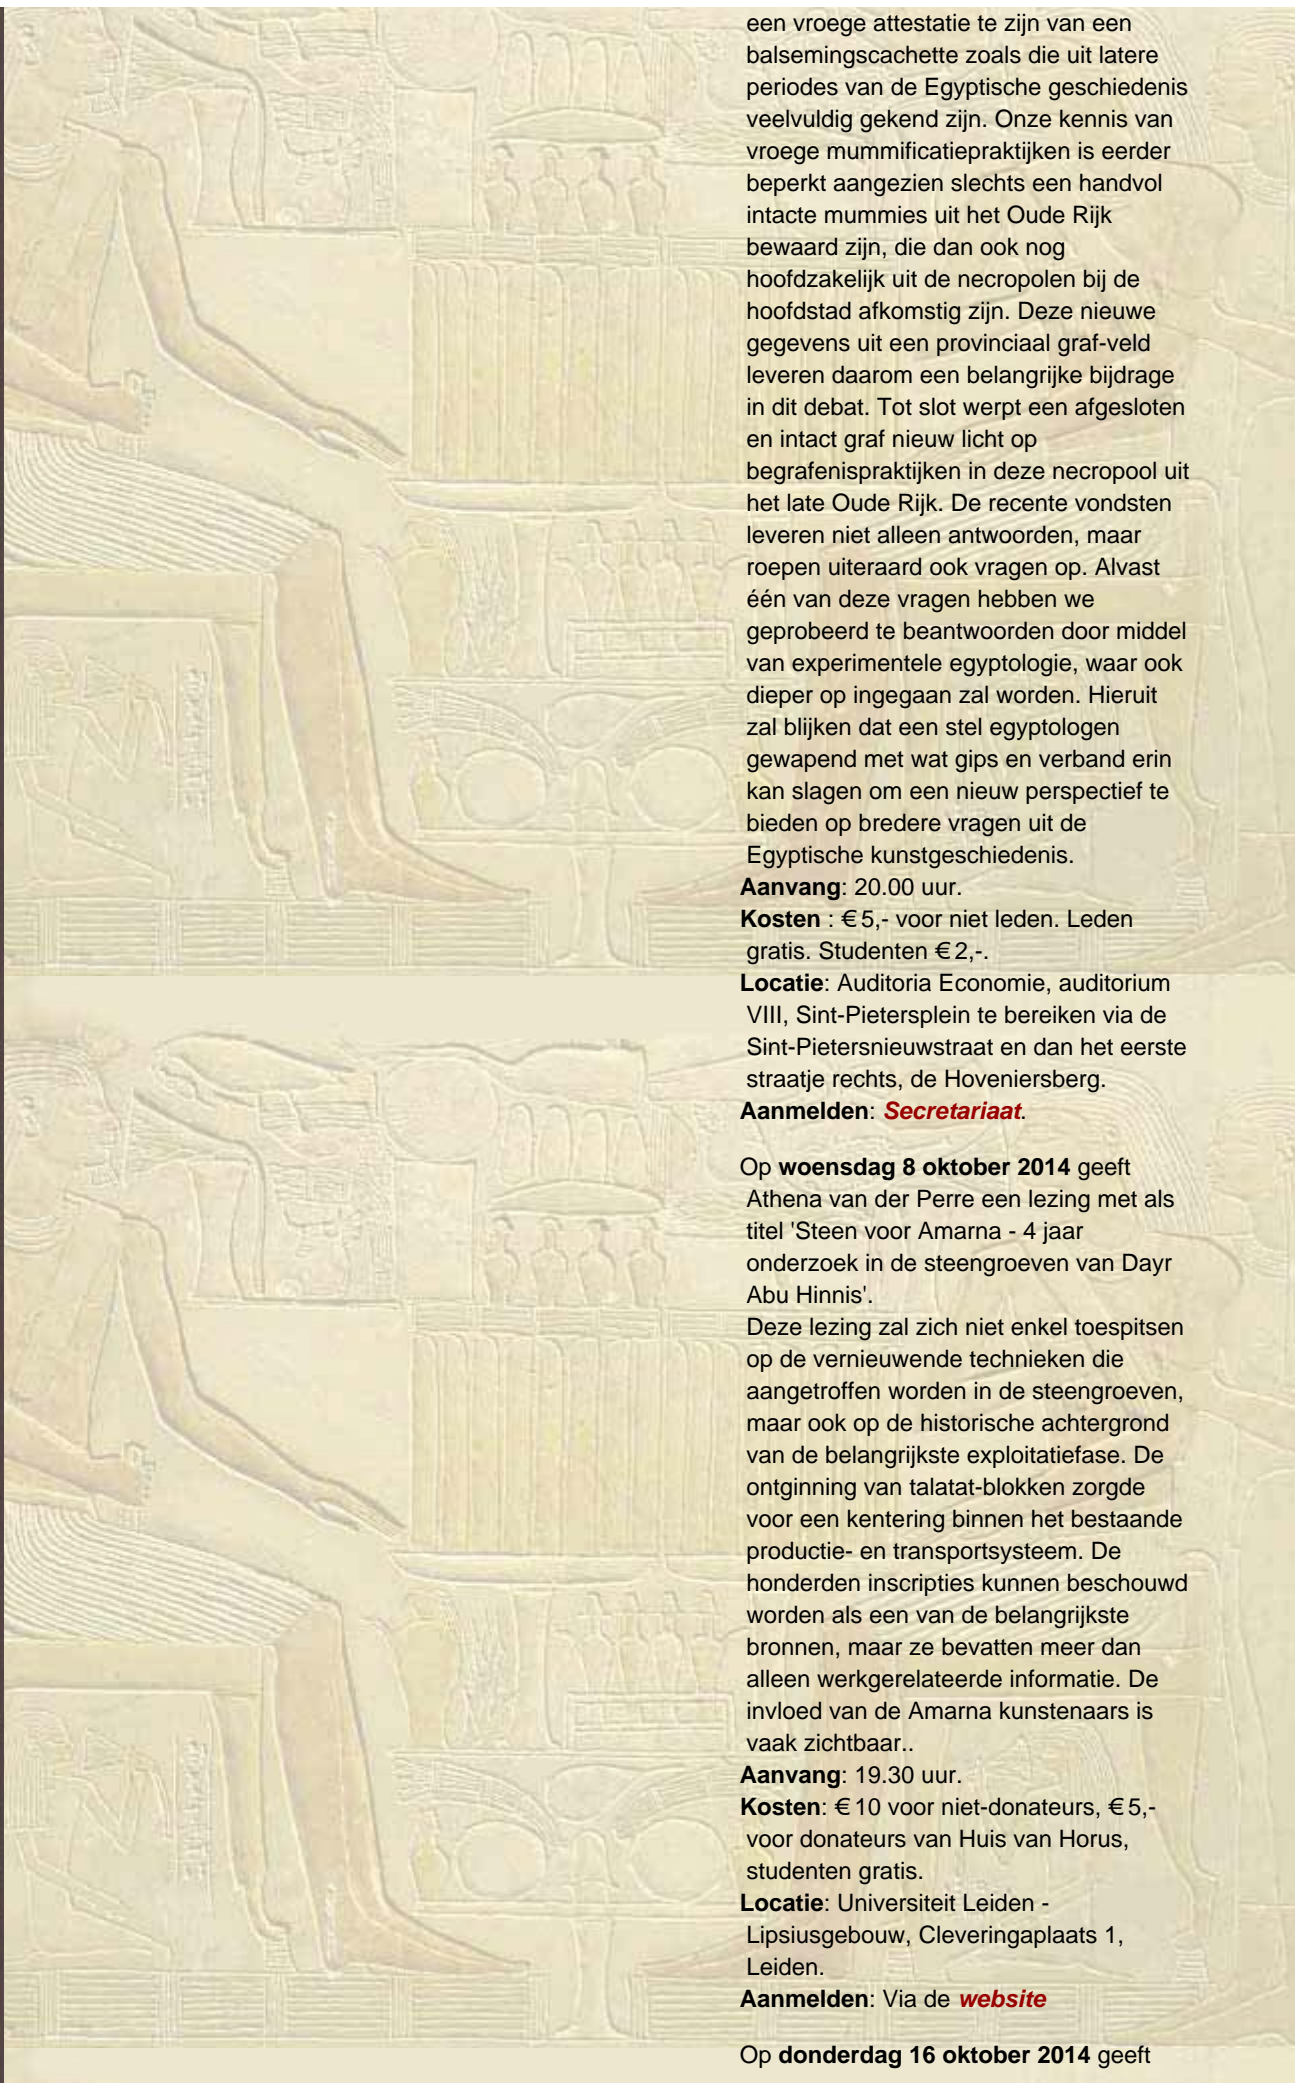 een vroege attestatie te zijn van een
balsemingscachette zoals die uit latere
periodes van de Egyptische geschiedenis
veelvuldig gekend zijn. Onze kennis van
vroege mummificatiepraktijken is eerder
beperkt aangezien slechts een handvol
intacte mummies uit het Oude Rijk
bewaard zijn, die dan ook nog
hoofdzakelijk uit de necropolen bij de
hoofdstad afkomstig zijn. Deze nieuwe
gegevens uit een provinciaal graf-veld
leveren daarom een belangrijke bijdrage
in dit debat. Tot slot werpt een afgesloten
en intact graf nieuw licht op
begrafenispraktijken in deze necropool uit
het late Oude Rijk. De recente vondsten
leveren niet alleen antwoorden, maar
roepen uiteraard ook vragen op. Alvast
één van deze vragen hebben we
geprobeerd te beantwoorden door middel
van experimentele egyptologie, waar ook
dieper op ingegaan zal worden. Hieruit
zal blijken dat een stel egyptologen
gewapend met wat gips en verband erin
kan slagen om een nieuw perspectief te
bieden op bredere vragen uit de
Egyptische kunstgeschiedenis.
Aanvang: 20.00 uur.
Kosten : € 5,- voor niet leden. Leden
gratis. Studenten € 2,-.
Locatie: Auditoria Economie, auditorium
VIII, Sint-Pietersplein te bereiken via de
Sint-Pietersnieuwstraat en dan het eerste
straatje rechts, de Hoveniersberg.
Aanmelden: Secretariaat.
Op woensdag 8 oktober 2014 geeft
Athena van der Perre een lezing met als
titel 'Steen voor Amarna - 4 jaar
onderzoek in de steengroeven van Dayr
Abu Hinnis'.
Deze lezing zal zich niet enkel toespitsen
op de vernieuwende technieken die
aangetroffen worden in de steengroeven,
maar ook op de historische achtergrond
van de belangrijkste exploitatiefase. De
ontginning van talatat-blokken zorgde
voor een kentering binnen het bestaande
productie- en transportsysteem. De
honderden inscripties kunnen beschouwd
worden als een van de belangrijkste
bronnen, maar ze bevatten meer dan
alleen werkgerelateerde informatie. De
invloed van de Amarna kunstenaars is
vaak zichtbaar..
Aanvang: 19.30 uur.
Kosten: € 10 voor niet-donateurs, € 5,-
voor donateurs van Huis van Horus,
studenten gratis.
Locatie: Universiteit Leiden -
Lipsiusgebouw, Cleveringaplaats 1,
Leiden.
Aanmelden: Via de website
Op donderdag 16 oktober 2014 geeft